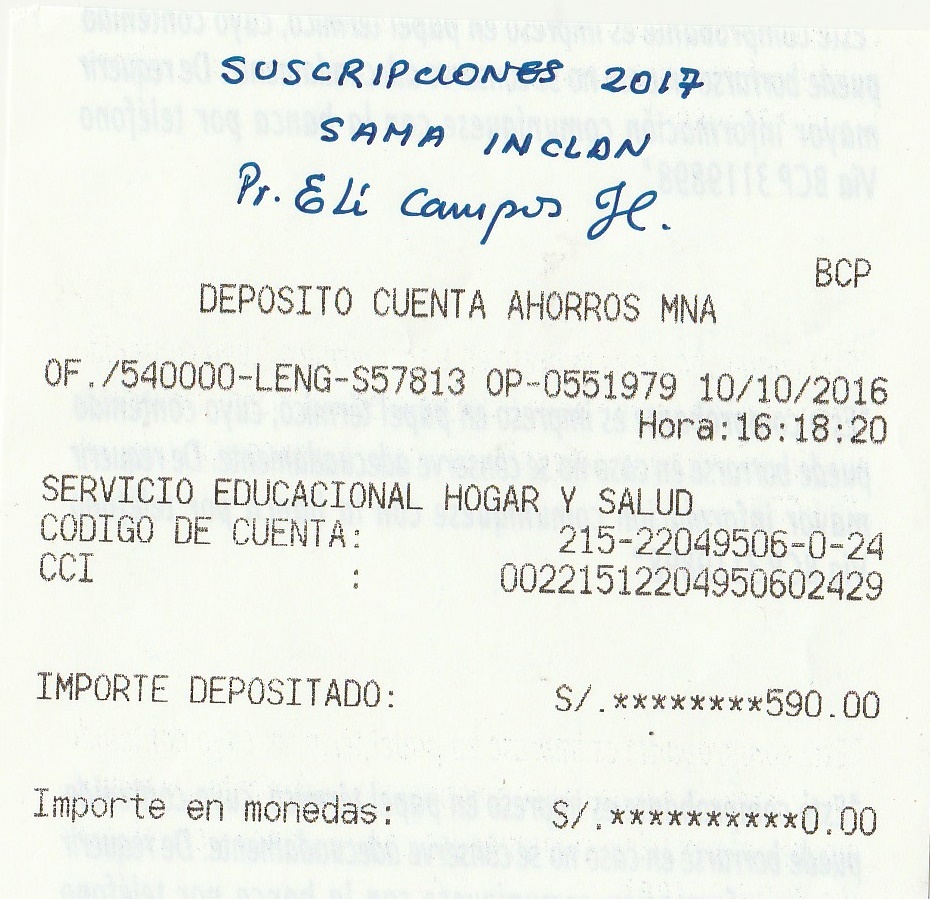 SUSCRIPCIONES 2017
SAMA INCLAN
Pr. Eli Campos
BCP
DEPOSITO CUENTA AHORROS MNA
OF./540000-LENG-S57813 OP-0551979 10/10/2016
Hora:16:18:20
SERVICIO EDUCACIONAL HOGAR Y SALUD
CODIGO DE CUENTA: 215-22049506-0-24
CCI : 00221512204950602429
IMPORTE DEPOSITADO: S/.********590.00
Importe en monedas: S/.**********0.00